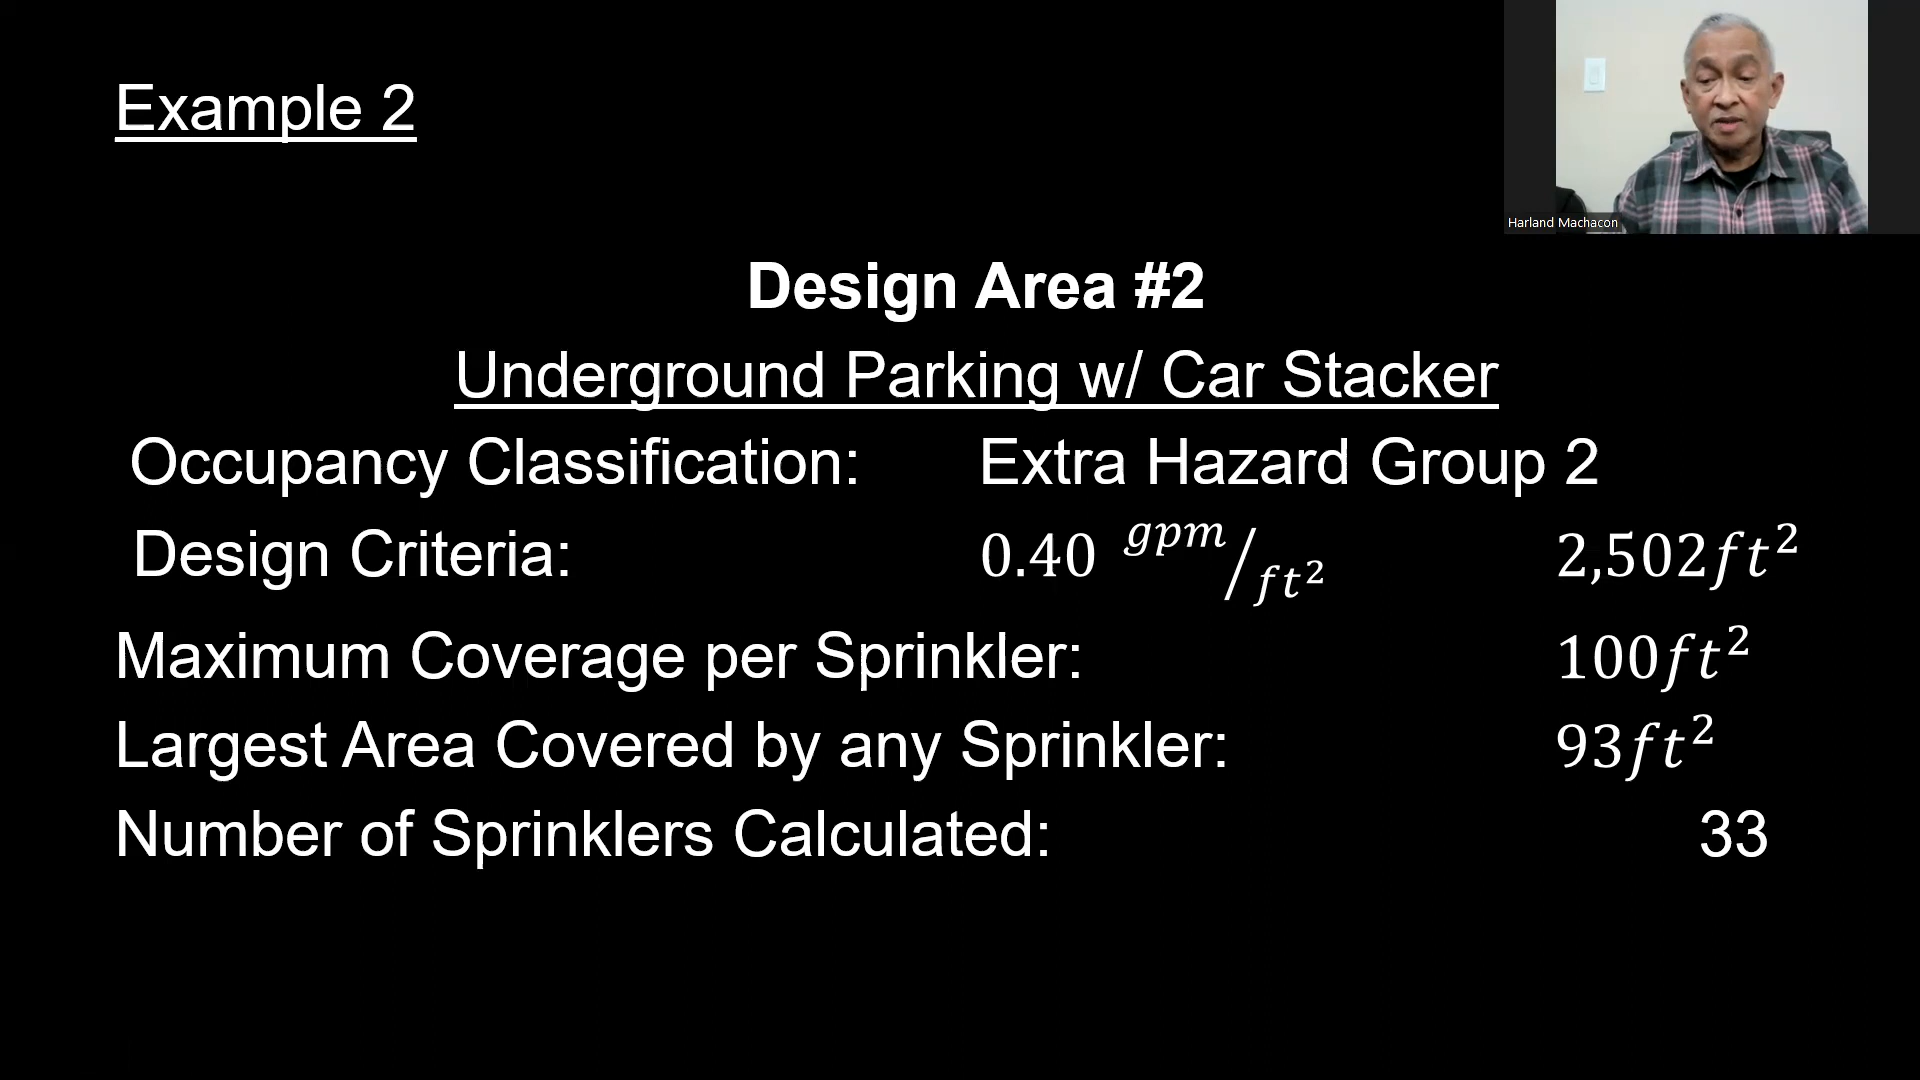 Example 2
Harland Machacon
Design Area #2
Underground Parking w/ Car Stacker
Occupancy Classification: Extra Hazard Group 2
Design Criteria: 0.40 gpm/ft² 2,502ft²
Maximum Coverage per Sprinkler: 100ft²
Largest Area Covered by any Sprinkler: 93ft²
Number of Sprinklers Calculated: 33